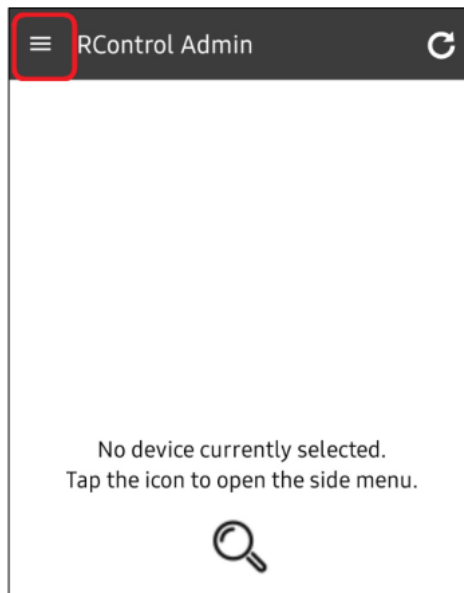 RControl Admin
No device currently selected.
Tap the icon to open the side menu.